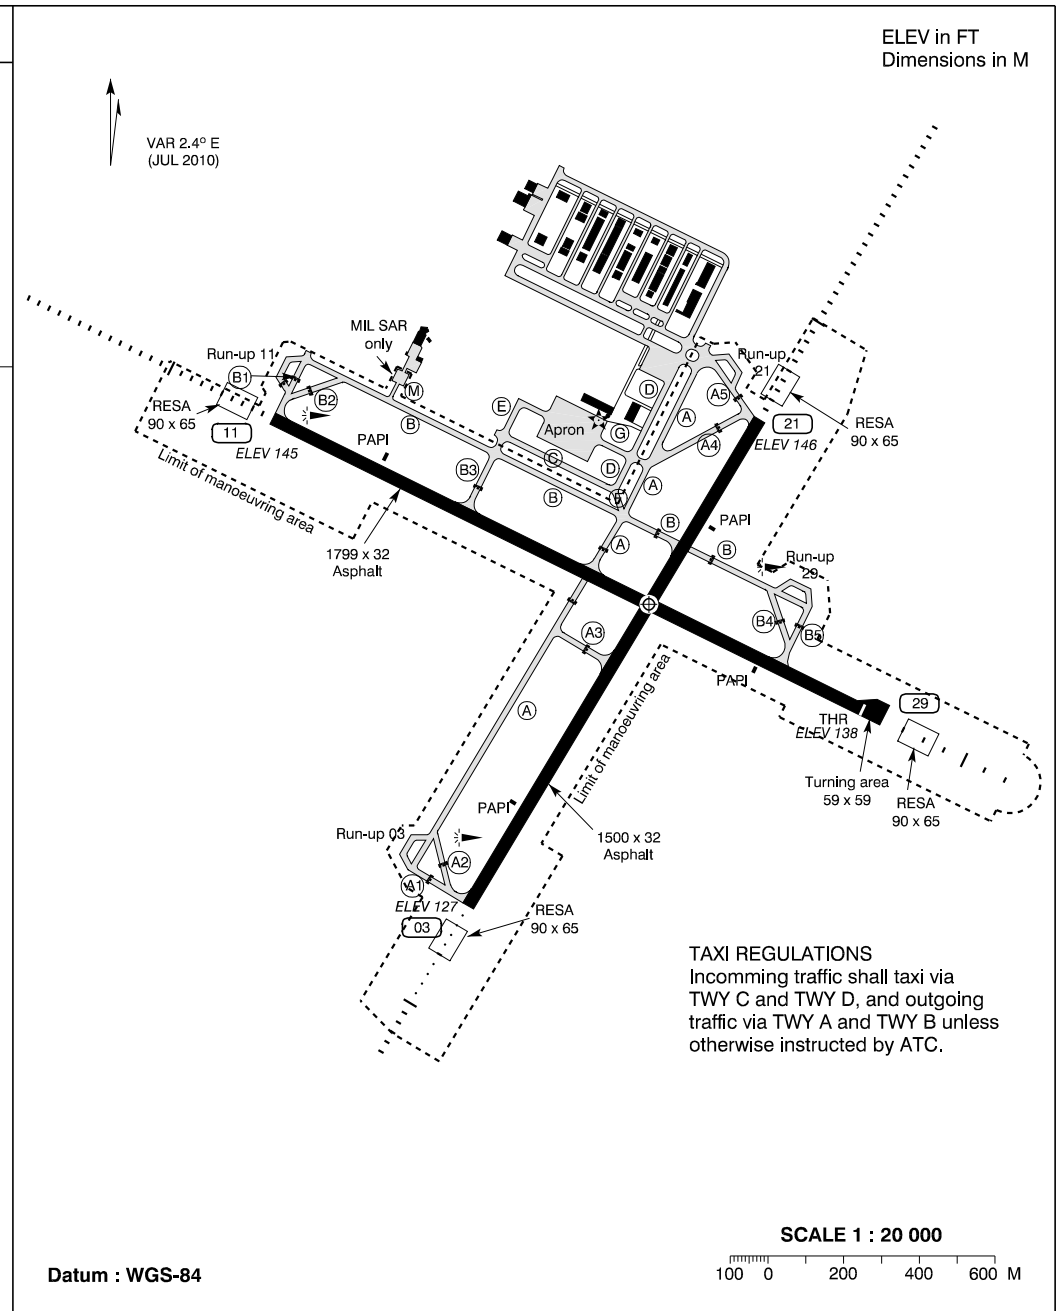 ELEV in FT
Dimensions in M
VAR 2.4° E
(JUL 2010)
MIL SAR
only
Run-up 11
B1
RESA
90 x 65
11
ELEV 145
B2
M
B
PAPI
Limit of manoeuvring area
1799 x 32
Asphalt
B3
E
C
B
Apron
G
D
D
A
A5
A4
A
F
Run-up
21
21
ELEV 146
RESA
90 x 65
B
PAPI
B
A
Run-up
29
B4
B5
A3
PAPI
Limit of manoeuvring area
THR
ELEV 138
29
Turning area
59 x 59
RESA
90 x 65
A
PAPI
1500 x 32
Asphalt
Run-up 03
A2
A1
ELEV 127
03
RESA
90 x 65
TAXI REGULATIONS
Incomming traffic shall taxi via
TWY C and TWY D, and outgoing
traffic via TWY A and TWY B unless
otherwise instructed by ATC.
SCALE 1 : 20 000
100 0 200 400 600 M
Datum : WGS-84